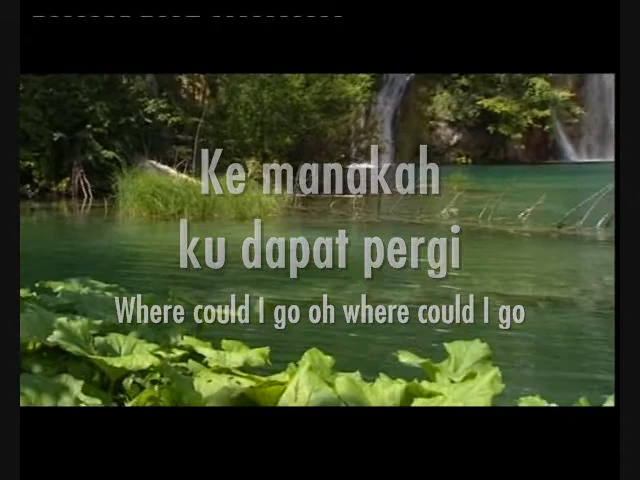 Ke manakah
ku dapat pergi
Where could I go oh where could I go